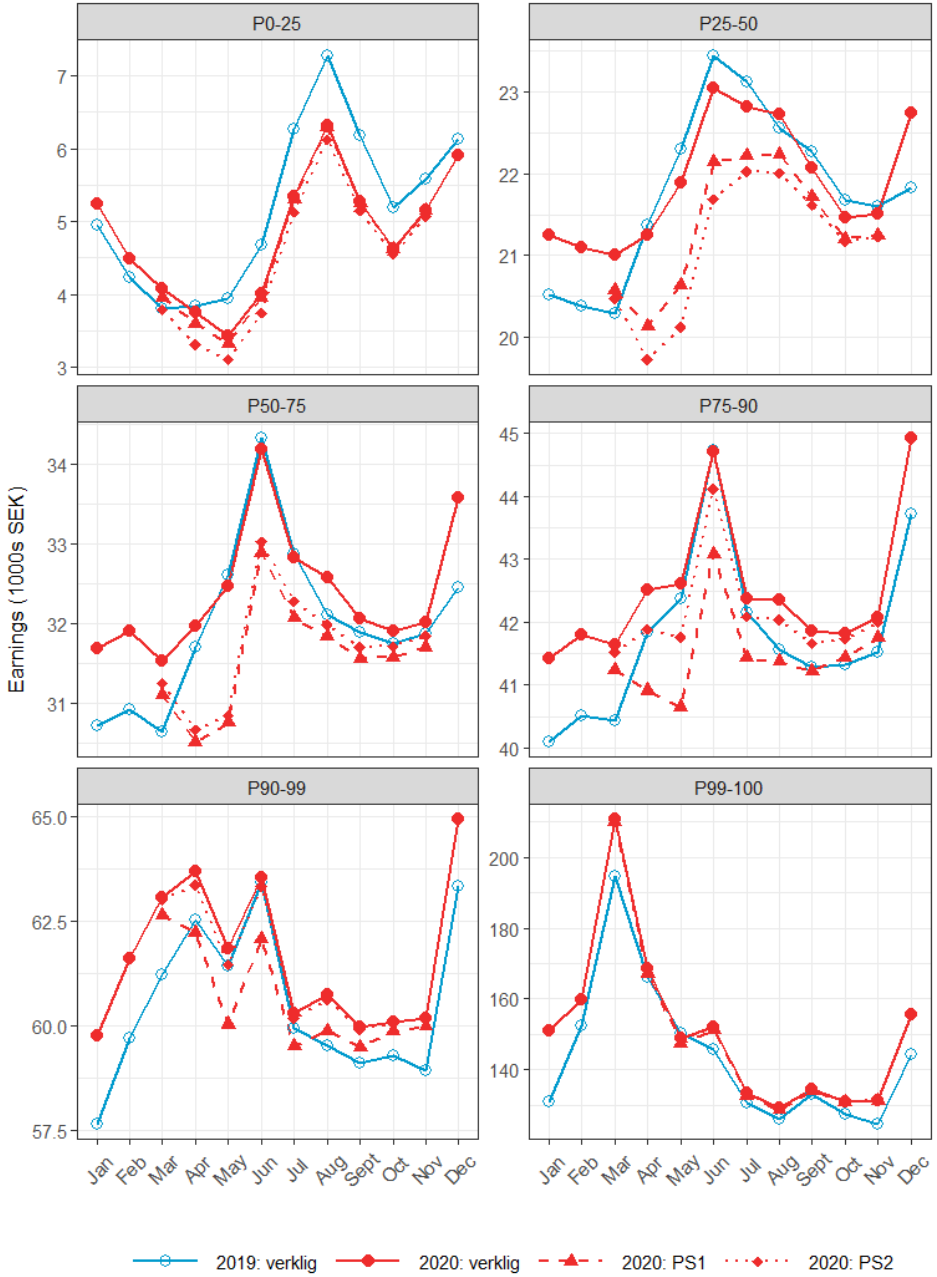 P0-25
P25-50
7
6
5
4
3
23
22
21
20
P50-75
P75-90
34
33
32
31
45
44
43
42
41
40
P90-99
P99-100
65.0
62.5
60.0
57.5
200
180
160
140
Jan Feb Mar Apr May Jun Jul Aug Sept Oct Nov Dec
Jan Feb Mar Apr May Jun Jul Aug Sept Oct Nov Dec
Earnings (1000s SEK)
2019: verklig 2020: verklig 2020: PS1 2020: PS2